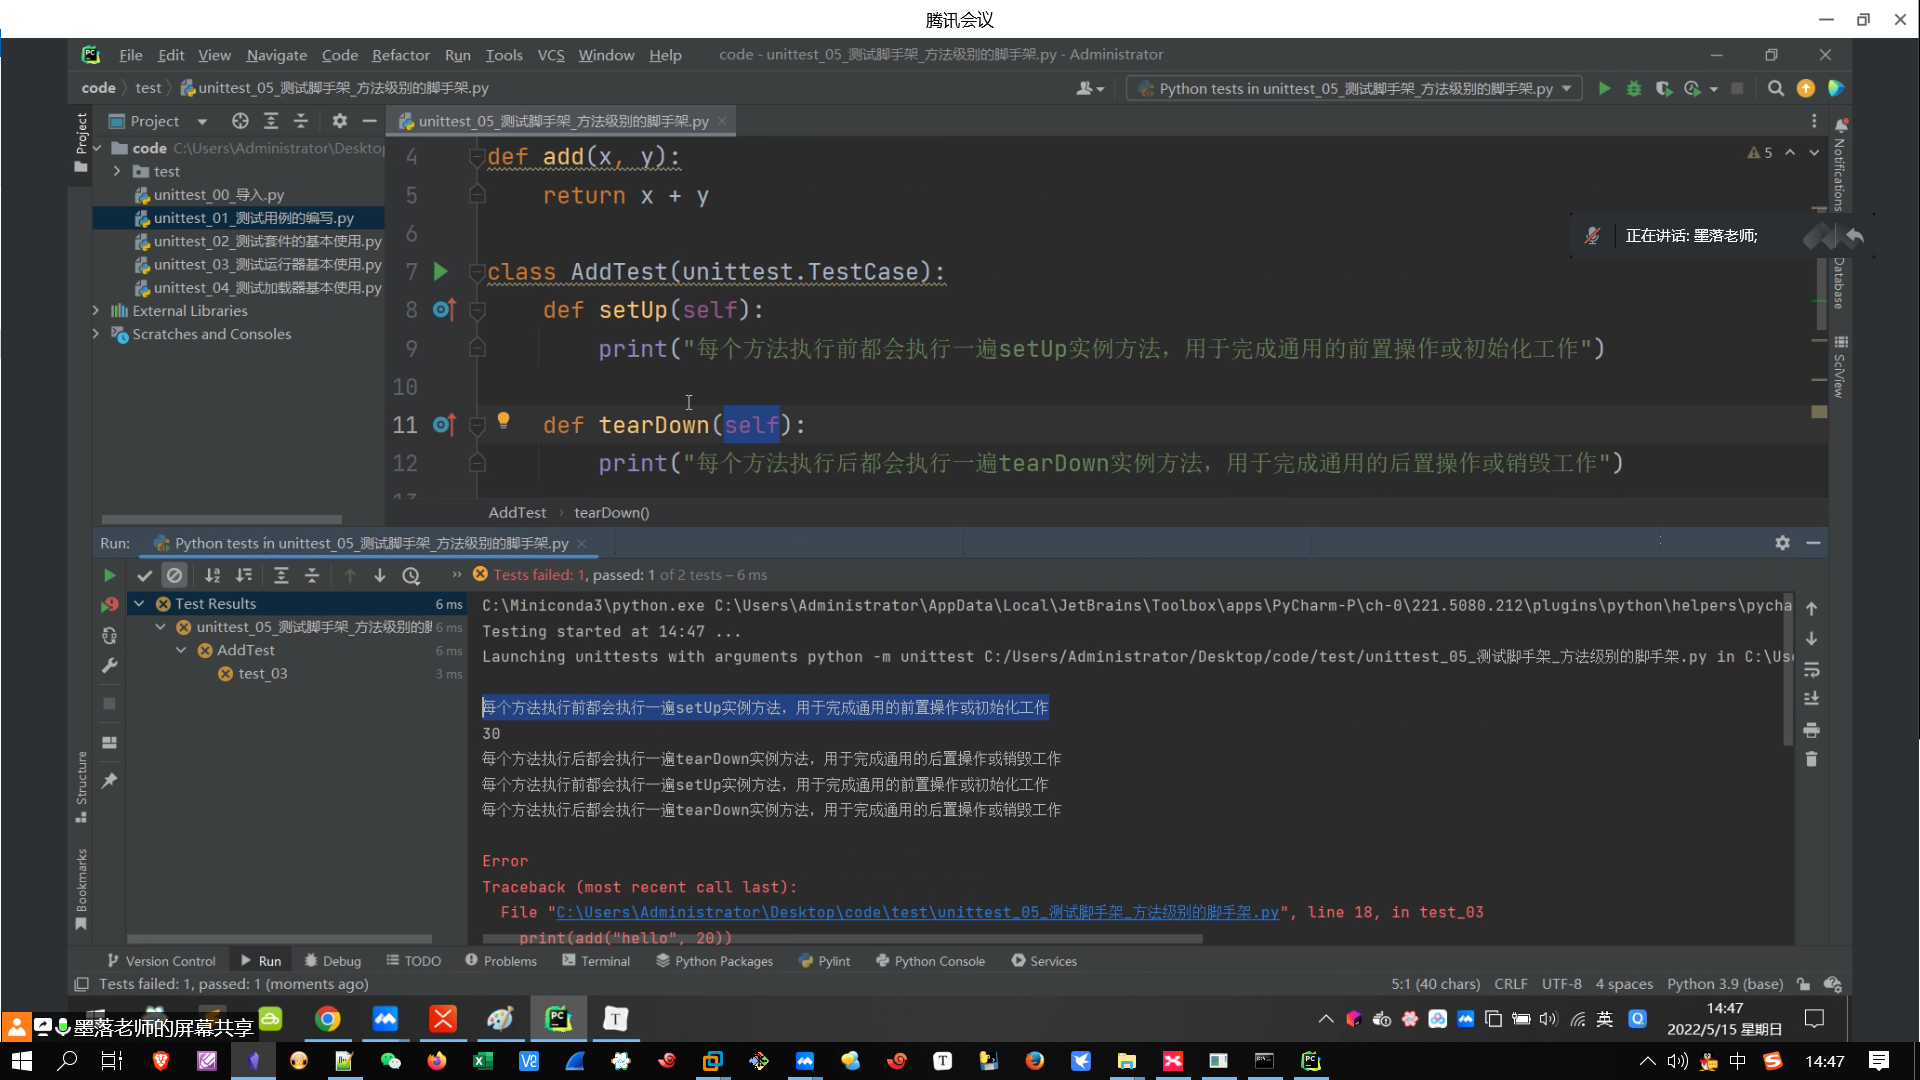 腾讯会议
File Edit View Navigate Code Refactor Run Tools VCS Window Help code - unittest_05_测试脚手架_方法级别的脚手架.py - Administrator
code test unittest_05_测试脚手架_方法级别的脚手架.py
Python tests in unittest_05_测试脚手架_方法级别的脚手架.py
Project
Project
unittest_05_测试脚手架_方法级别的脚手架.py
code C:\Users\Administrator\Deskto
test
unittest_00_导入.py
unittest_01_测试用例的编写.py
unittest_02_测试套件的基本使用.py
unittest_03_测试运行器基本使用.py
unittest_04_测试加载器基本使用.py
External Libraries
Scratches and Consoles
4 def add(x, y):
5 return x + y
6
7 class AddTest(unittest.TestCase):
8 def setUp(self):
9 print("每个方法执行前都会执行一遍setUp实例方法，用于完成通用的前置操作或初始化工作")
10
11 def tearDown(self):
12 print("每个方法执行后都会执行一遍tearDown实例方法，用于完成通用的后置操作或销毁工作")
5
Notifications
正在讲话: 墨落老师;
Database
SciView
AddTest tearDown()
Run: Python tests in unittest_05_测试脚手架_方法级别的脚手架.py
Tests failed: 1, passed: 1 of 2 tests – 6 ms
Test Results 6 ms
unittest_05_测试脚手架_方法级别的脚 6 ms
AddTest 6 ms
test_03 3 ms
C:\Miniconda3\python.exe C:\Users\Administrator\AppData\Local\JetBrains\Toolbox\apps\PyCharm-P\ch-0\221.5080.212\plugins\python\helpers\pycha
Testing started at 14:47 ...
Launching unittests with arguments python -m unittest C:/Users/Administrator/Desktop/code/test/unittest_05_测试脚手架_方法级别的脚手架.py in C:\Us
每个方法执行前都会执行一遍setUp实例方法，用于完成通用的前置操作或初始化工作
30
每个方法执行后都会执行一遍tearDown实例方法，用于完成通用的后置操作或销毁工作
每个方法执行前都会执行一遍setUp实例方法，用于完成通用的前置操作或初始化工作
每个方法执行后都会执行一遍tearDown实例方法，用于完成通用的后置操作或销毁工作
Error
Traceback (most recent call last):
File "C:\Users\Administrator\Desktop\code\test\unittest_05_测试脚手架_方法级别的脚手架.py", line 18, in test_03
print(add("hello", 20))
Structure
Bookmarks
Version Control Run Debug TODO Problems Terminal Python Packages Pylint Python Console Services
Tests failed: 1, passed: 1 (moments ago)
5:1 (40 chars) CRLF UTF-8 4 spaces Python 3.9 (base)
墨落老师的屏幕共享
英
14:47
2022/5/15 星期日
中
14:47